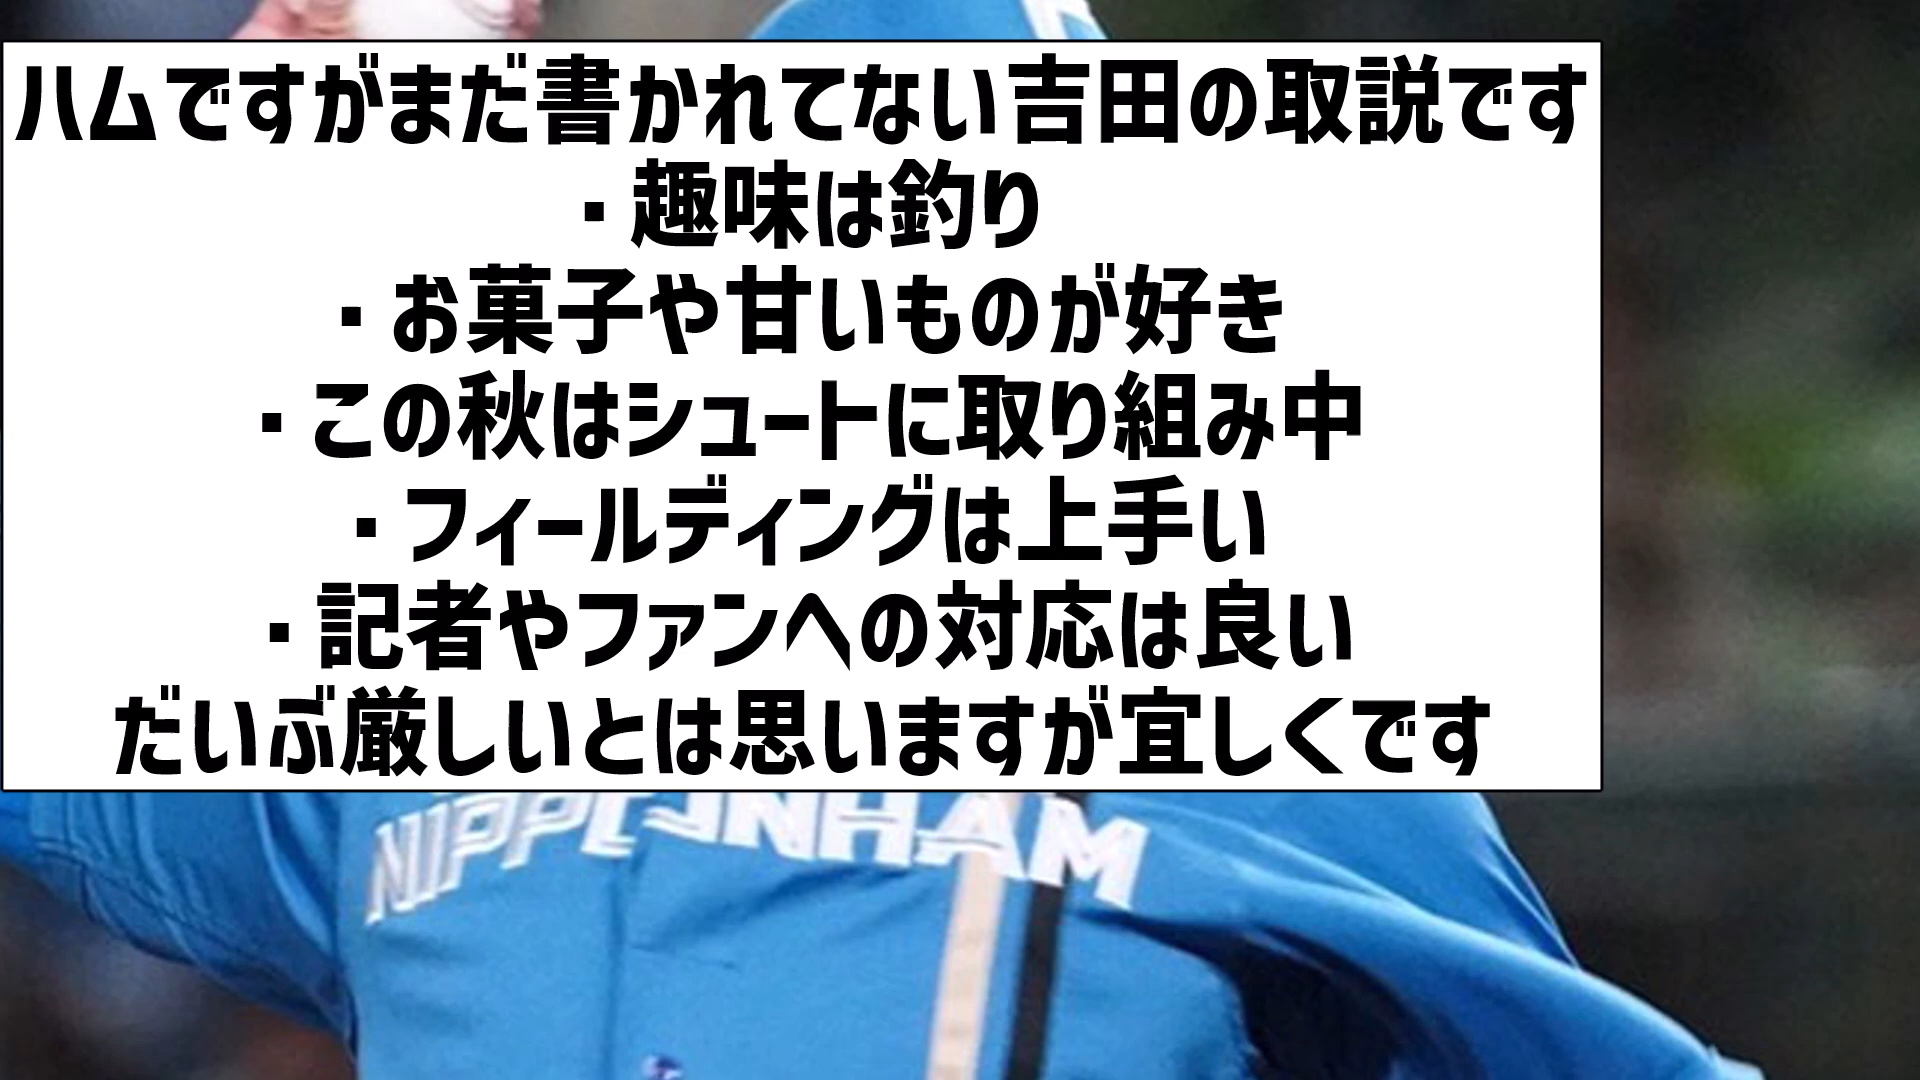 ハムですがまだ書かれてない吉田の取説です
・趣味は釣り
・お菓子や甘いものが好き
・この秋はシュートに取り組み中
・フィールディングは上手い
・記者やファンへの対応は良い
だいぶ厳しいとは思いますが宜しくです
NIPPONHAM